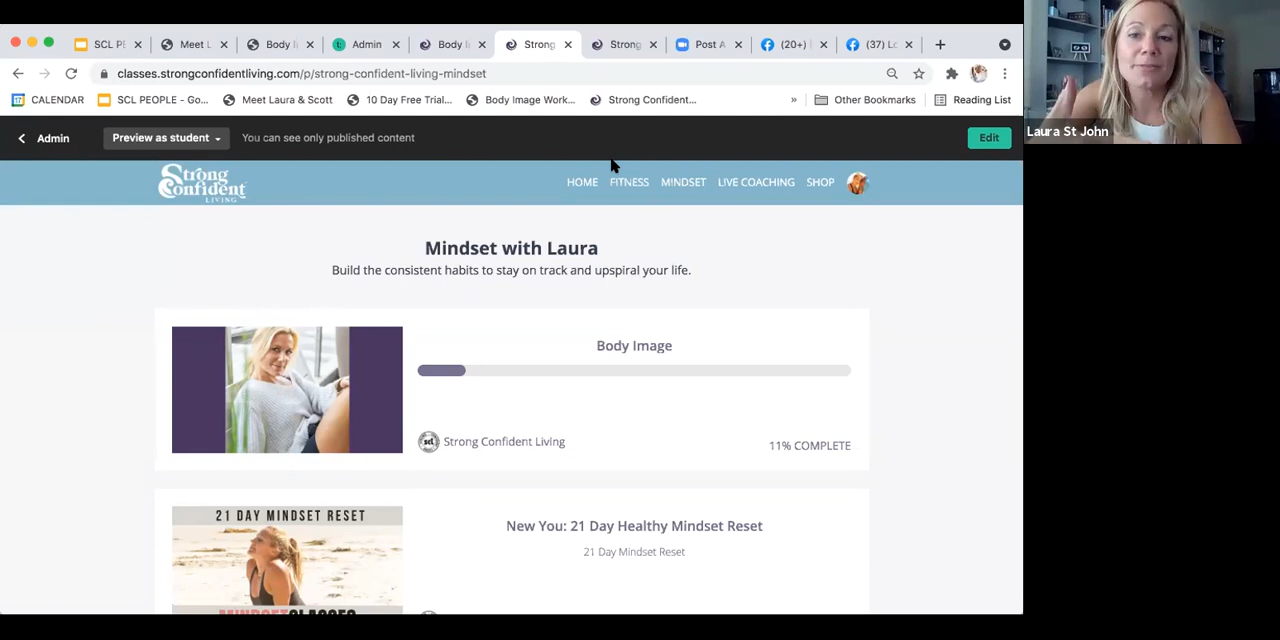 SCL PE
Meet L
Body I
Admin
Body I
Strong
Strong
Post A
(20+)
(37) Lo
classes.strongconfidentliving.com/p/strong-confident-living-mindset
CALENDAR
SCL PEOPLE - Go...
Meet Laura & Scott
10 Day Free Trial...
Body Image Work...
Strong Confident...
»
Other Bookmarks
Reading List
Admin
Preview as student
You can see only published content
Edit
Laura St John
Strong
Confident
LIVING
HOME
FITNESS
MINDSET
LIVE COACHING
SHOP
Mindset with Laura
Build the consistent habits to stay on track and upspiral your life.
Body Image
scl
Strong Confident Living
11% COMPLETE
21 DAY MINDSET RESET
New You: 21 Day Healthy Mindset Reset
21 Day Mindset Reset